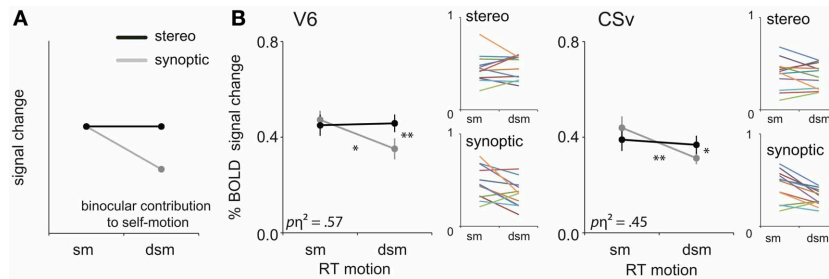 A
stereo
synoptic
signal change
binocular contribution
to self-motion
sm
dsm
B
V6
% BOLD signal change
0.8
0.4
0.0
*
**
pη² = .57
sm
dsm
RT motion
1
stereo
0
sm
dsm
1
synoptic
0
sm
dsm
CSv
0.8
0.4
0.0
**
*
pη² = .45
sm
dsm
RT motion
1
stereo
0
sm
dsm
1
synoptic
0
sm
dsm